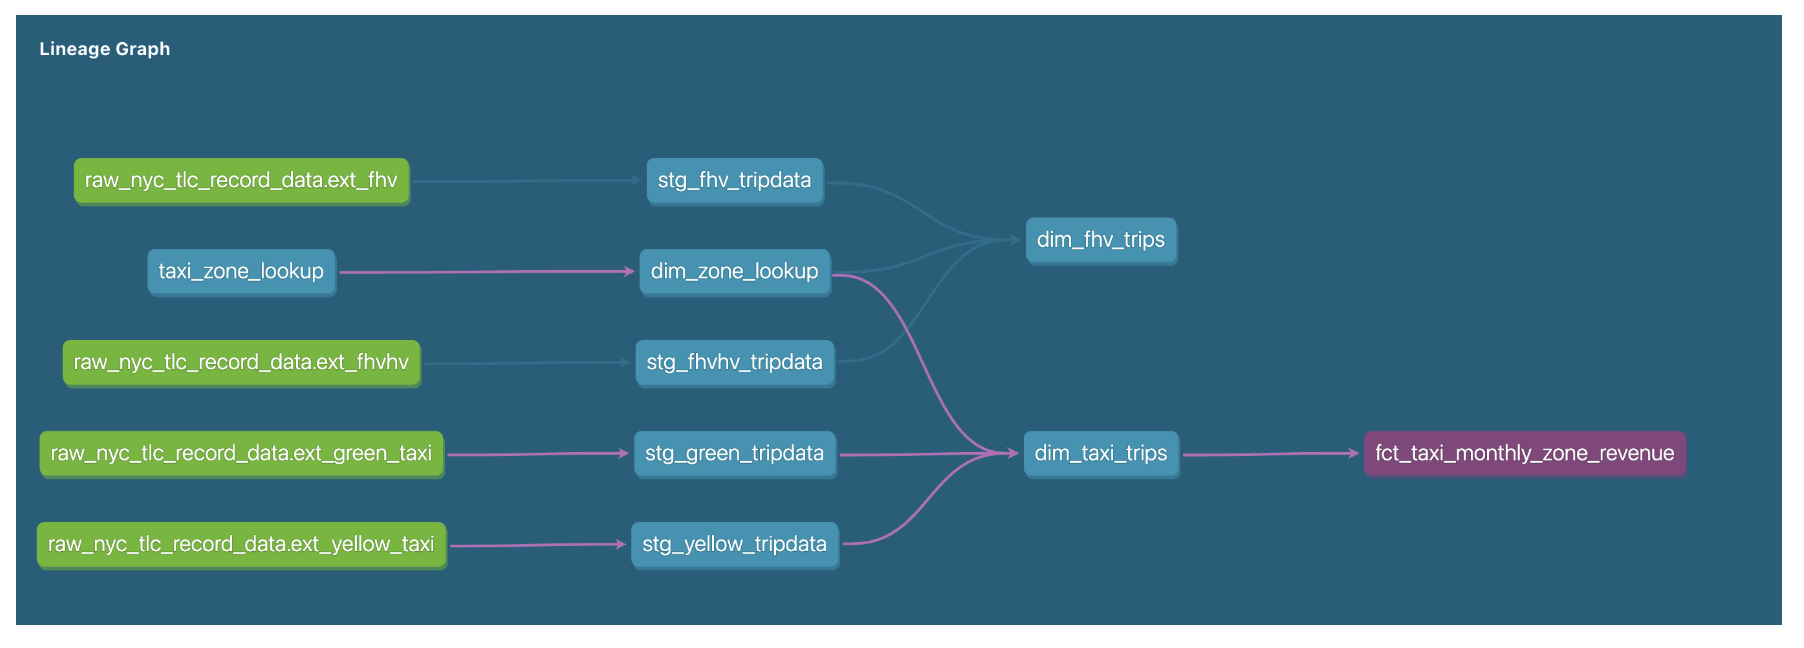 Lineage Graph
raw_nyc_tlc_record_data.ext_fhv
stg_fhv_tripdata
dim_fhv_trips
taxi_zone_lookup
dim_zone_lookup
raw_nyc_tlc_record_data.ext_fhvhv
stg_fhvhv_tripdata
raw_nyc_tlc_record_data.ext_green_taxi
stg_green_tripdata
dim_taxi_trips
fct_taxi_monthly_zone_revenue
raw_nyc_tlc_record_data.ext_yellow_taxi
stg_yellow_tripdata